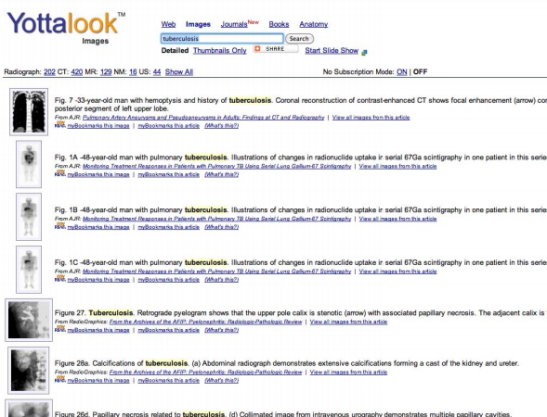 Yottalook™
Images
Web Images Journals New Books Anatomy
tuberculosis Search
Detailed Thumbnails Only SHARE Start Slide Show
Radiograph: 202 CT: 420 MR: 129 NM: 16 US: 44 Show All No Subscription Mode: ON | OFF
Fig. 7 -33-year-old man with hemoptysis and history of tuberculosis. Coronal reconstruction of contrast-enhanced CT shows focal enhancement (arrow) con
posterior segment of left upper lobe.
From AJR: Pulmonary Artery Aneurysms and Pseudoaneurysms in Adults: Findings at CT and Radiography | View all images from this article
myBookmarks this image | myBookmarks this article (What's this?)
Fig. 1A -48-year-old man with pulmonary tuberculosis. Illustrations of changes in radionuclide uptake ir serial 67Ga scintigraphy in one patient in this serie
From AJR: Monitoring Treatment Responses in Patients with Pulmonary TB Using Serial Lung Gallium-67 Scintigraphy | View all images from this article
myBookmarks this image | myBookmarks this article (What's this?)
Fig. 1B -48-year-old man with pulmonary tuberculosis. Illustrations of changes in radionuclide uptake ir serial 67Ga scintigraphy in one patient in this serie
From AJR: Monitoring Treatment Responses in Patients with Pulmonary TB Using Serial Lung Gallium-67 Scintigraphy | View all images from this article
myBookmarks this image | myBookmarks this article (What's this?)
Fig. 1C -48-year-old man with pulmonary tuberculosis. Illustrations of changes in radionuclide uptake ir serial 67Ga scintigraphy in one patient in this serie
From AJR: Monitoring Treatment Responses in Patients with Pulmonary TB Using Serial Lung Gallium-67 Scintigraphy | View all images from this article
myBookmarks this image | myBookmarks this article (What's this?)
Figure 27. Tuberculosis. Retrograde pyelogram shows that the upper pole calix is stenotic (arrow) with associated papillary necrosis. The adjacent calix is
From RadioGraphics: From the Archives of the AFIP: Pyelonephritis: Radiologic-Pathologic Review | View all images from this article
myBookmarks this image | myBookmarks this article (What's this?)
Figure 28a. Calcifications of tuberculosis. (a) Abdominal radiograph demonstrates extensive calcifications forming a cast of the kidney and ureter.
From RadioGraphics: From the Archives of the AFIP: Pyelonephritis: Radiologic-Pathologic Review | View all images from this article
myBookmarks this image | myBookmarks this article (What's this?)
Figure 26d. Papillary necrosis related to tuberculosis. (d) Collimated image from intravenous urography demonstrates multiple papillary cavities.